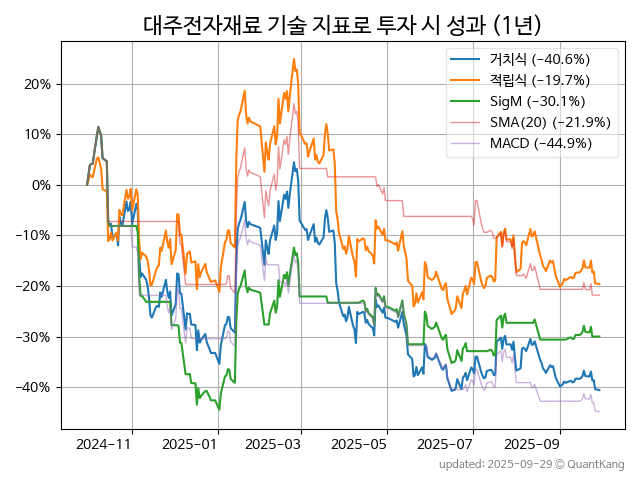 대주전자재료 기술 지표로 투자 시 성과 (1년)
거치식 (−40.6%)
적립식 (−19.7%)
SigM (−30.1%)
SMA(20) (−21.9%)
MACD (−44.9%)
20%
10%
0%
−10%
−20%
−30%
−40%
2024−11 2025−01 2025−03 2025−05 2025−07 2025−09
updated: 2025−09−29 © QuantKang